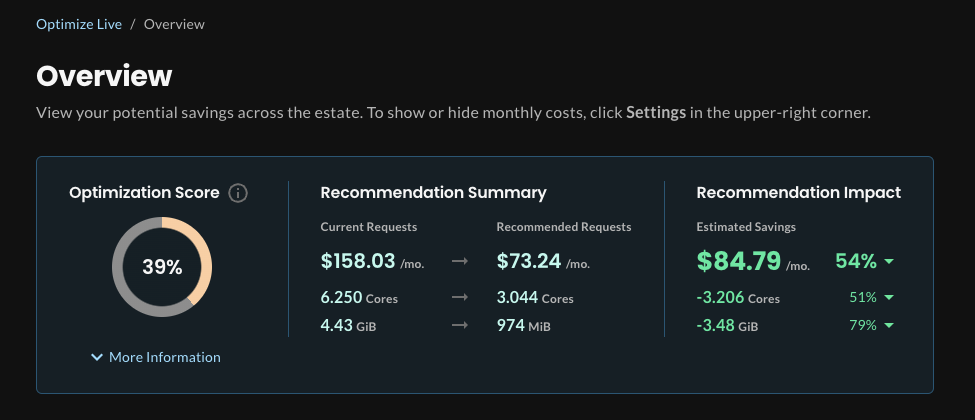 Optimize Live / Overview
Overview
View your potential savings across the estate. To show or hide monthly costs, click Settings in the upper-right corner.
Optimization Score
39%
More Information
Recommendation Summary
Current Requests Recommended Requests
$158.03 /mo. → $73.24 /mo.
6.250 Cores → 3.044 Cores
4.43 GiB → 974 MiB
Recommendation Impact
Estimated Savings
$84.79 /mo. 54%
-3.206 Cores 51%
-3.48 GiB 79%